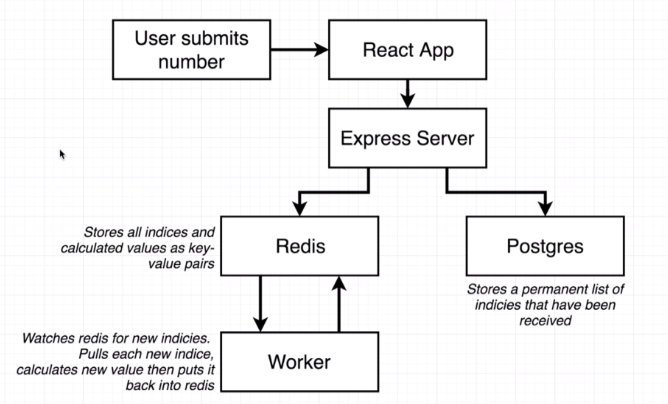 User submits
number
React App
Express Server
Stores all indices and
calculated values as key-
value pairs
Redis
Postgres
Stores a permanent list of
indicies that have been
received
Watches redis for new indicies.
Pulls each new indice,
calculates new value then puts it
back into redis
Worker